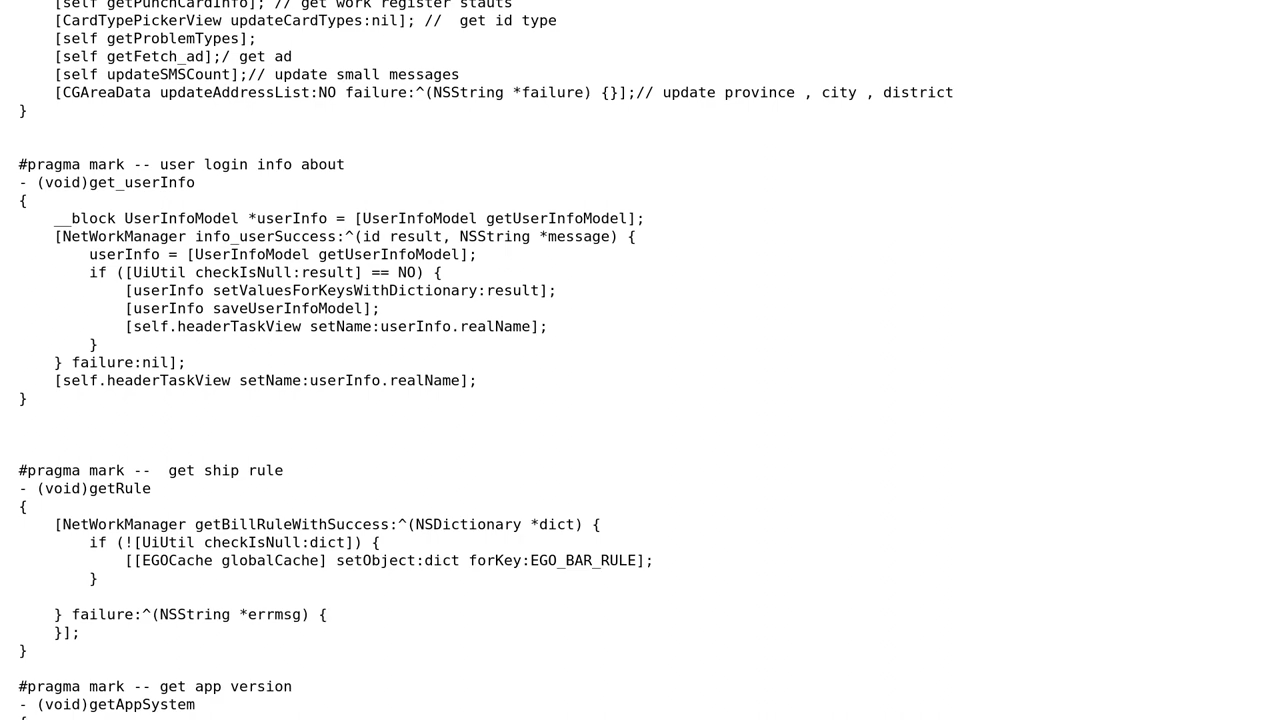 [self getPunchCardInfo]; // get work register stauts
[CardTypePickerView updateCardTypes:nil]; //  get id type
[self getProblemTypes];
[self getFetch_ad];/ get ad
[self updateSMSCount];// update small messages
[CGAreaData updateAddressList:NO failure:^(NSString *failure) {}];// update province , city , district
}
#pragma mark -- user login info about
- (void)get_userInfo
{
__block UserInfoModel *userInfo = [UserInfoModel getUserInfoModel];
[NetWorkManager info_userSuccess:^(id result, NSString *message) {
userInfo = [UserInfoModel getUserInfoModel];
if ([UiUtil checkIsNull:result] == NO) {
[userInfo setValuesForKeysWithDictionary:result];
[userInfo saveUserInfoModel];
[self.headerTaskView setName:userInfo.realName];
}
} failure:nil];
[self.headerTaskView setName:userInfo.realName];
}
#pragma mark --  get ship rule
- (void)getRule
{
[NetWorkManager getBillRuleWithSuccess:^(NSDictionary *dict) {
if (![UiUtil checkIsNull:dict]) {
[[EGOCache globalCache] setObject:dict forKey:EGO_BAR_RULE];
}
} failure:^(NSString *errmsg) {
}];
}
#pragma mark -- get app version
- (void)getAppSystem
{